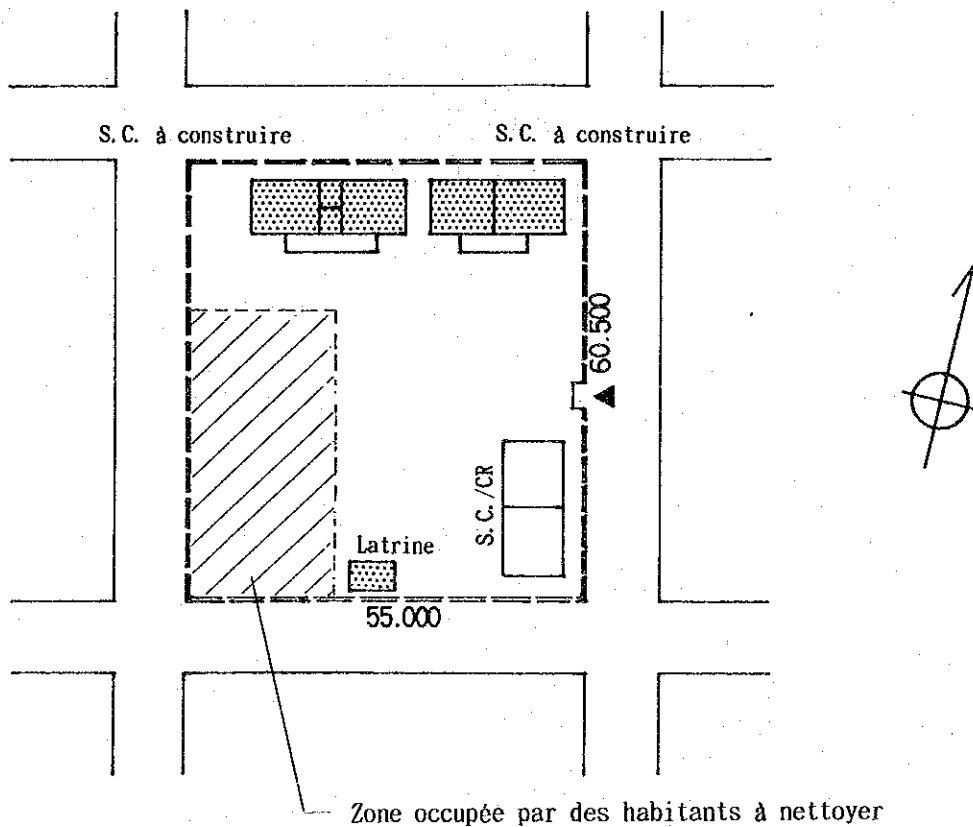 S.C. à construire
S.C. à construire
60.500
S.C./CR
Latrine
55.000
Zone occupée par des habitants à nettoyer